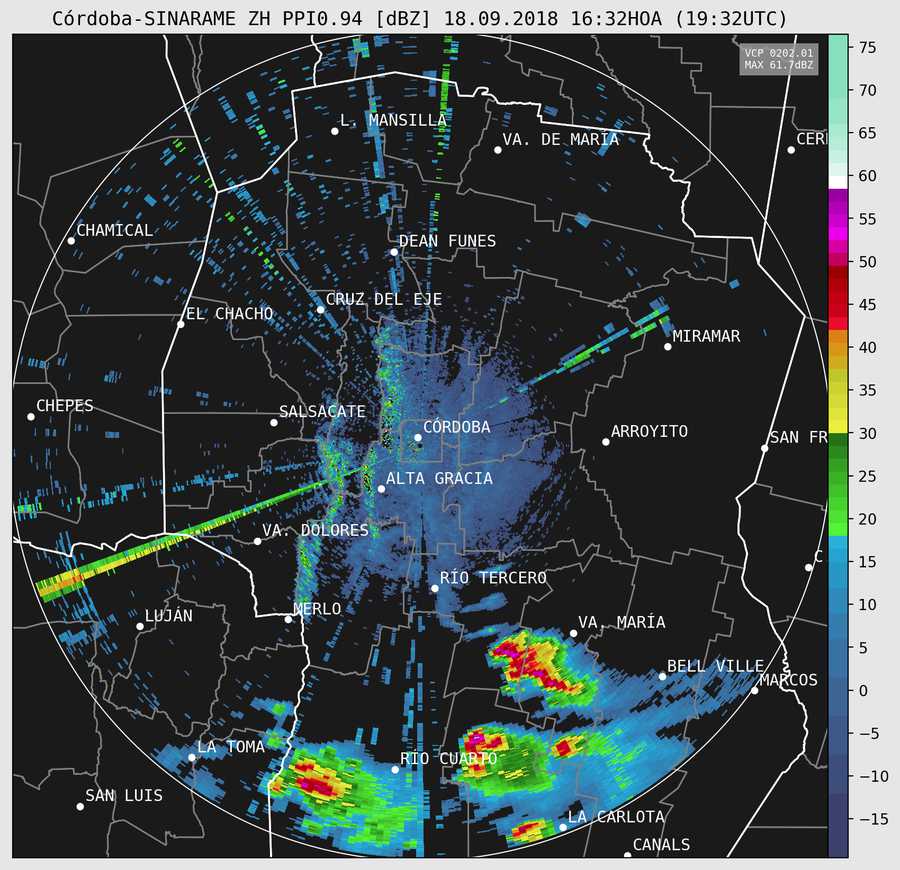 Córdoba-SINARAME ZH PPI0.94 [dBZ] 18.09.2018 16:32HOA (19:32UTC)
VCP 0202.01
MAX 61.7dBZ
75
70
65
60
55
50
45
40
35
30
25
20
15
10
5
0
−5
−10
−15
L. MANSILLA
VA. DE MARÍA
CER
CHAMICAL
DEAN FUNES
CRUZ DEL EJE
EL CHACHO
MIRAMAR
CHEPES
SALSACATE
CÓRDOBA
ARROYITO
SAN FR
ALTA GRACIA
VA. DOLORES
C
RÍO TERCERO
LUJÁN
MERLO
VA. MARÍA
BELL VILLE
MARCOS
LA TOMA
RÍO CUARTO
SAN LUIS
LA CARLOTA
CANALS